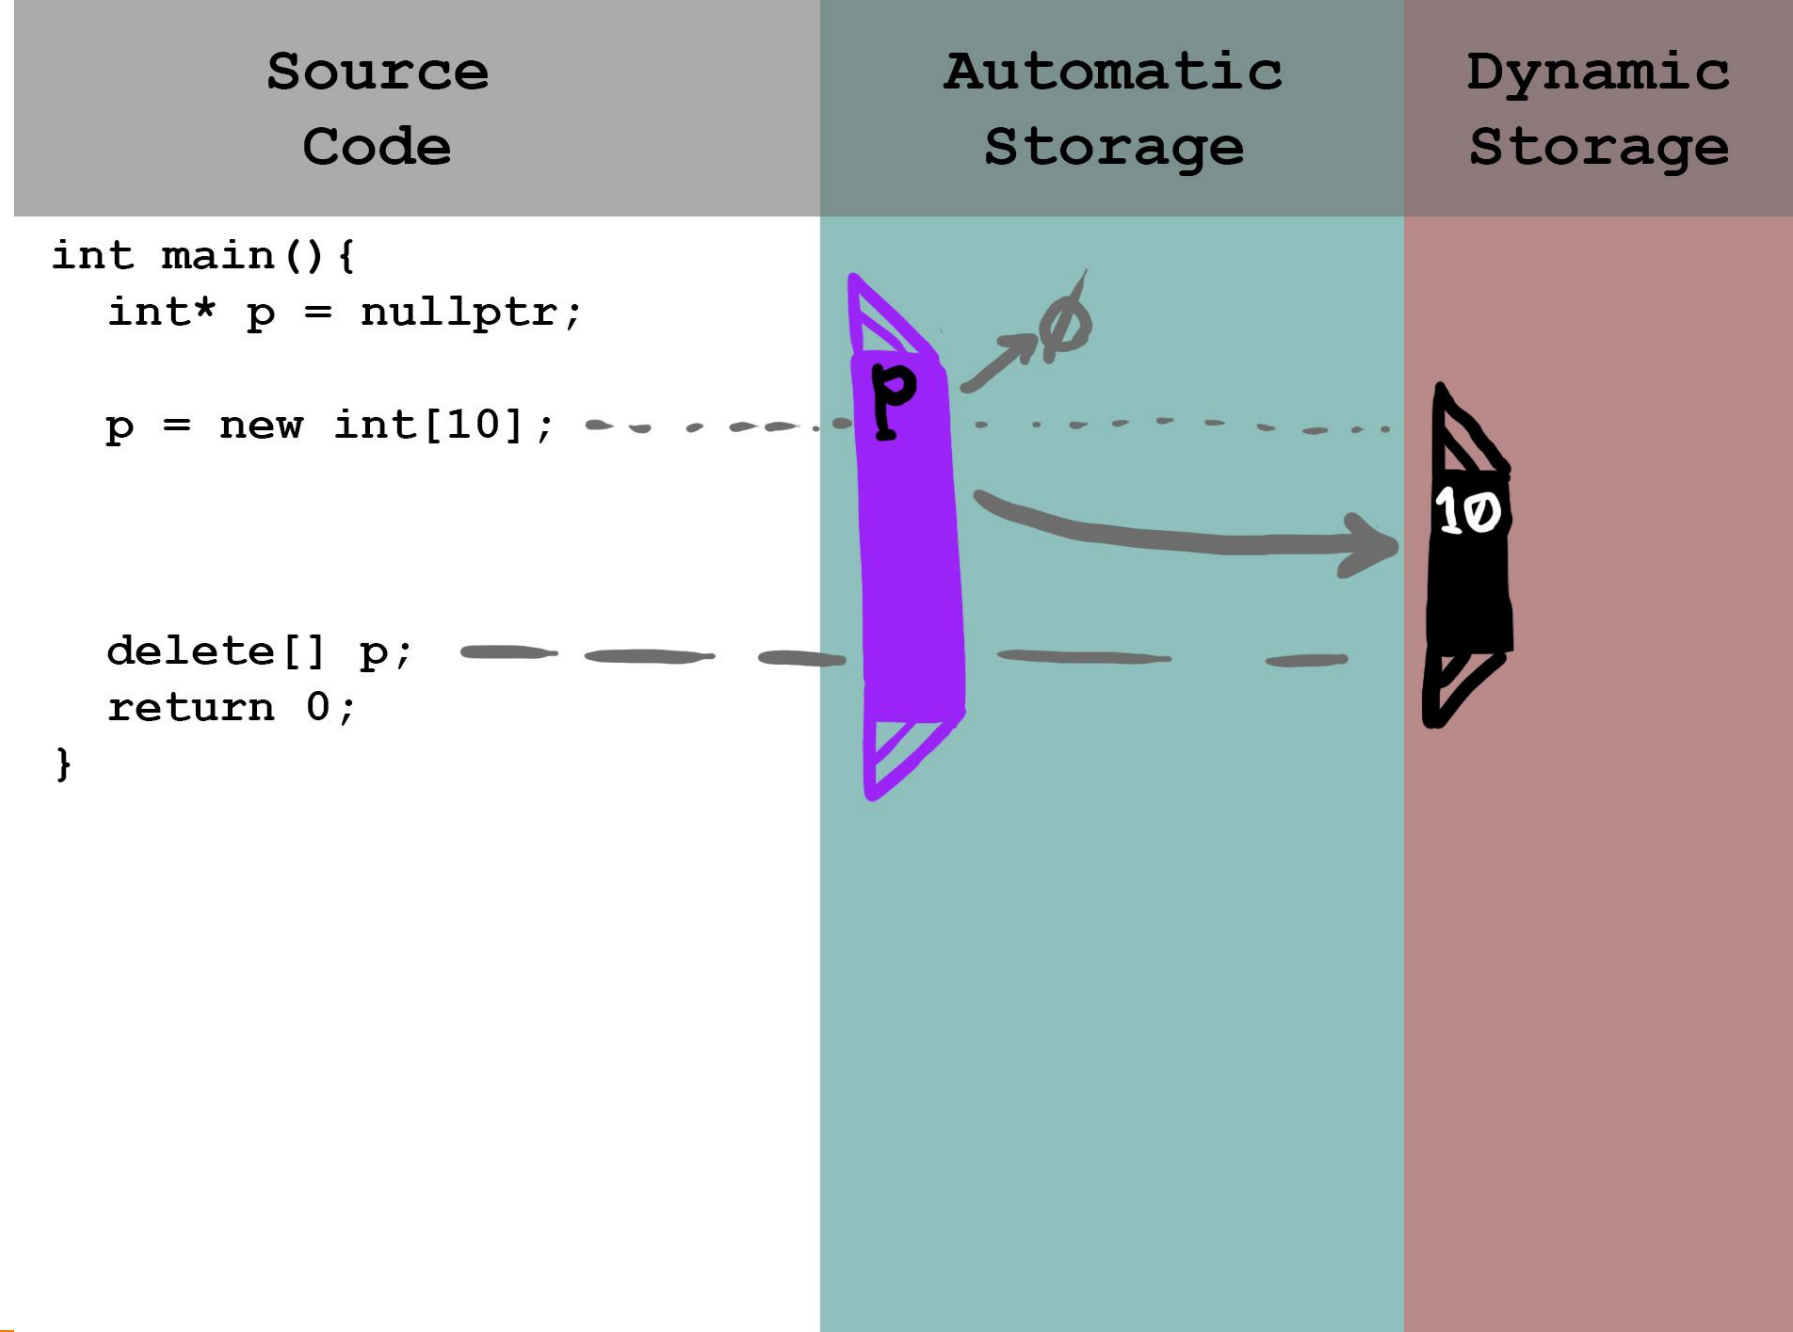 Source
Code
Automatic
Storage
Dynamic
Storage
int main(){
int* p = nullptr;
p = new int[10];
delete[] p;
return 0;
}
p
ø
10